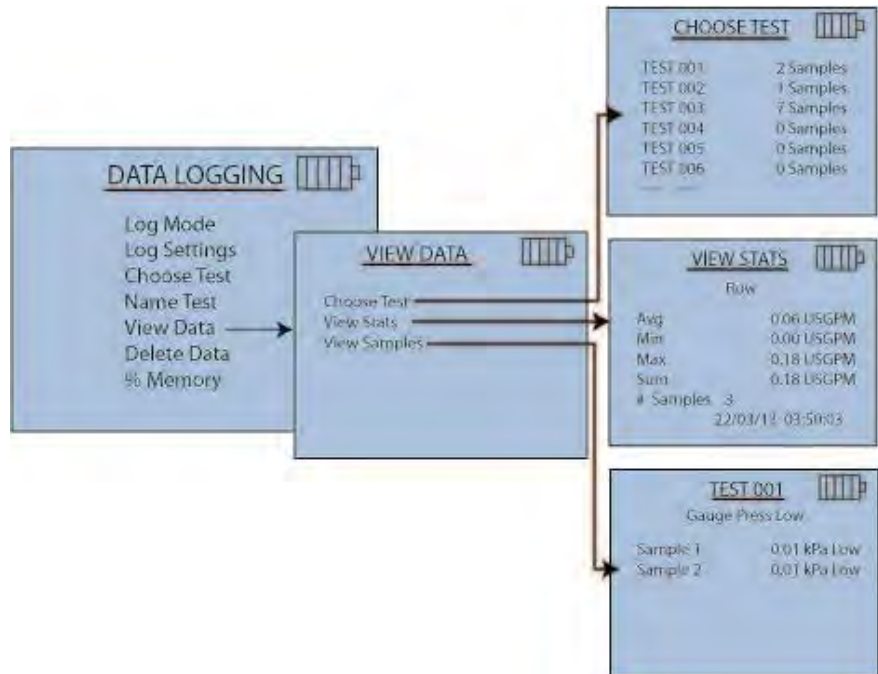 DATA LOGGING
Log Mode
Log Settings
Choose Test
Name Test
View Data
Delete Data
% Memory
VIEW DATA
Choose Test
View Stats
View Samples
CHOOSE TEST
TEST 001 2 Samples
TEST 002 1 Samples
TEST 003 7 Samples
TEST 004 0 Samples
TEST 005 0 Samples
TEST 006 0 Samples
VIEW STATS
Flow
Avg 0.06 USGPM
Min 0.00 USGPM
Max 0.18 USGPM
Sum 0.18 USGPM
# Samples 3
03:50:03
TEST 001
Gauge Press Low
Sample 1 0.01 kPa Low
Sample 2 0.01 kPa Low